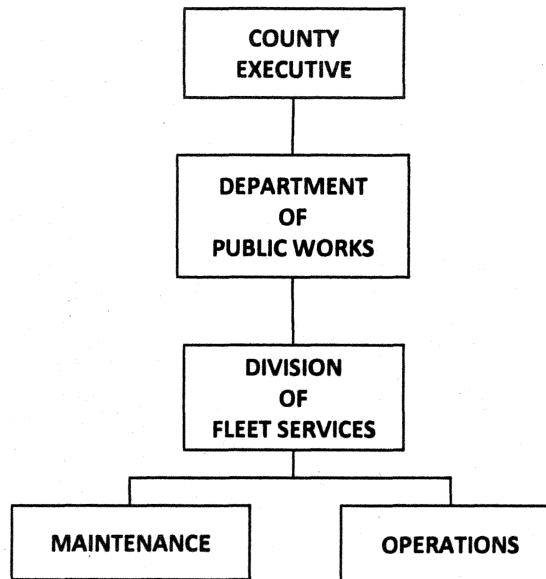 COUNTY
EXECUTIVE
DEPARTMENT
OF
PUBLIC WORKS
DIVISION
OF
FLEET SERVICES
MAINTENANCE
OPERATIONS